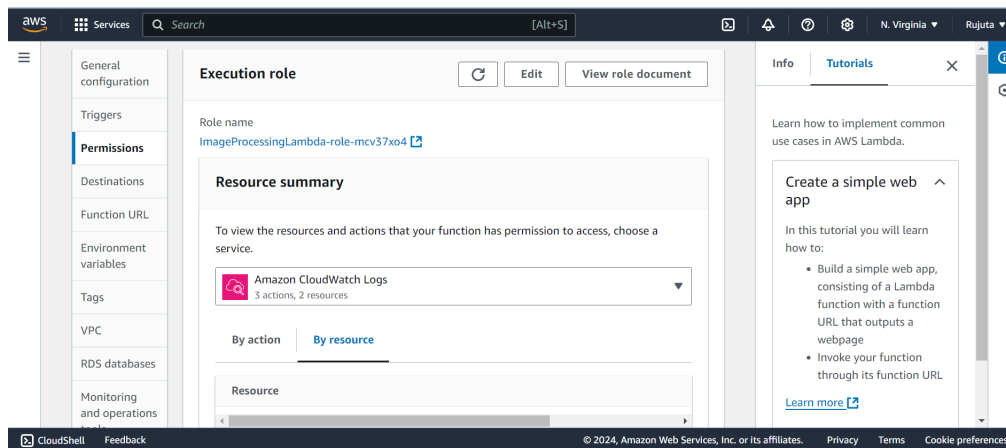 aws
Services
Search
[Alt+S]
N. Virginia ▼
Rujuta ▼
General
configuration
Triggers
Permissions
Destinations
Function URL
Environment
variables
Tags
VPC
RDS databases
Monitoring
and operations
Execution role
Edit
View role document
Role name
ImageProcessingLambda-role-mcv37xo4
Resource summary
To view the resources and actions that your function has permission to access, choose a
service.
Amazon CloudWatch Logs
3 actions, 2 resources
By action
By resource
Resource
Info
Tutorials
Learn how to implement common
use cases in AWS Lambda.
Create a simple web
app
In this tutorial you will learn
how to:
• Build a simple web app,
consisting of a Lambda
function with a function
URL that outputs a
webpage
• Invoke your function
through its function URL
Learn more
CloudShell
Feedback
© 2024, Amazon Web Services, Inc. or its affiliates.
Privacy
Terms
Cookie preferences